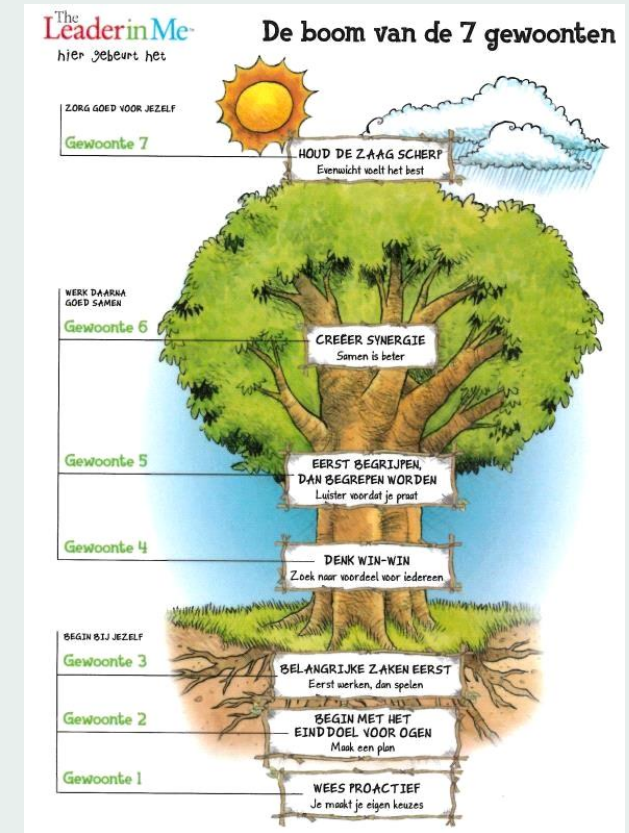 The
Leader in Me
hier gebeurt het
De boom van de 7 gewoonten
ZORG GOED VOOR JEZELF
Gewoonte 7
HOUD DE ZAAG SCHERP
Evenwicht voelt het best
WERK DAARNA
GOED SAMEN
Gewoonte 6
CREËER SYNERGIE
Samen is beter
Gewoonte 5
EERST BEGRIJPEN,
DAN BEGREPEN WORDEN
Luister voordat je praat
Gewoonte 4
DENK WIN-WIN
Zoek naar voordeel voor iedereen
BEGIN BIJ JEZELF
Gewoonte 3
BELANGRIJKE ZAKEN EERST
Eerst werken, dan spelen
Gewoonte 2
BEGIN MET HET
EINDDOEL VOOR OGEN
Maak een plan
Gewoonte 1
WEES PROACTIEF
Je maakt je eigen keuzes